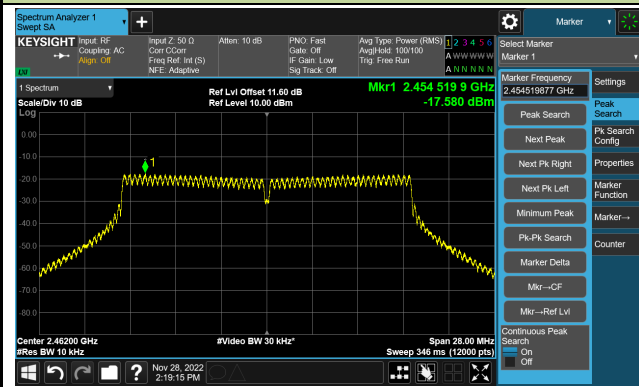 Spectrum Analyzer 1
Swept SA
Marker
KEYSIGHT
Input: RF
Coupling: AC
Align: Off
Input Z: 50 Ω
Corr CCorr
Freq Ref: Int (S)
NFE: Adaptive
Atten: 10 dB
PNO: Fast
Gate: Off
IF Gain: Low
Sig Track: Off
Avg Type: Power (RMS)
Avg|Hold: 100/100
Trig: Free Run
1 2 3 4 5 6
A W W W W W
A N N N N N
Select Marker
Marker 1
LXI
1 Spectrum
Scale/Div 10 dB
Log
Ref Lvl Offset 11.60 dB
Ref Level 10.00 dBm
Mkr1 2.454 519 9 GHz
-17.580 dBm
0.00
-10.0
-20.0
-30.0
-40.0
-50.0
-60.0
-70.0
-80.0
1
Center 2.46200 GHz
#Res BW 10 kHz
#Video BW 30 kHz*
Span 28.00 MHz
Sweep 346 ms (12000 pts)
Marker Frequency
2.454519877 GHz
Peak Search
Next Peak
Next Pk Right
Next Pk Left
Minimum Peak
Pk-Pk Search
Marker Delta
Mkr→CF
Mkr→Ref Lvl
Continuous Peak
Search
On
Off
Settings
Peak
Search
Pk Search
Config
Properties
Marker
Function
Marker→
Counter
?
Nov 28, 2022
2:19:15 PM